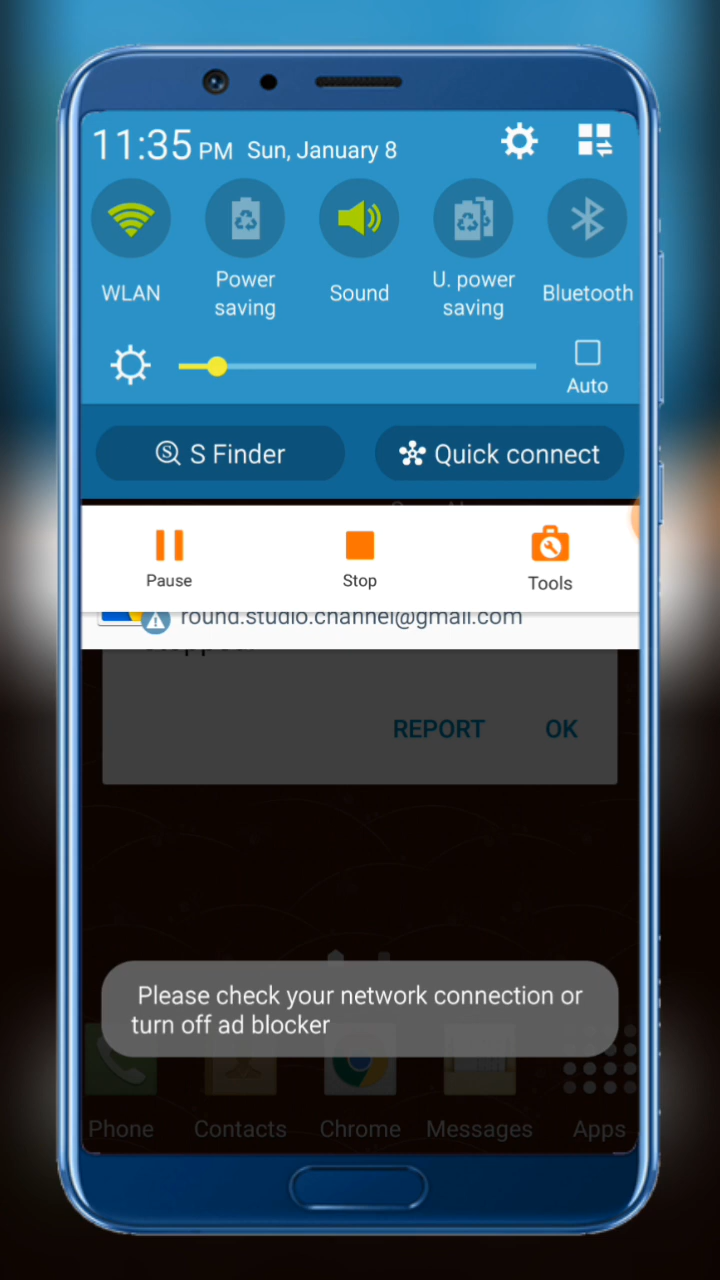 11:35 PM Sun, January 8
WLAN
Power
saving
Sound
U. power
saving
Bluetooth
Auto
S Finder
Quick connect
Pause
Stop
Tools
round.studio.channel@gmail.com
REPORT OK
Please check your network connection or
turn off ad blocker
Phone Contacts Chrome Messages Apps